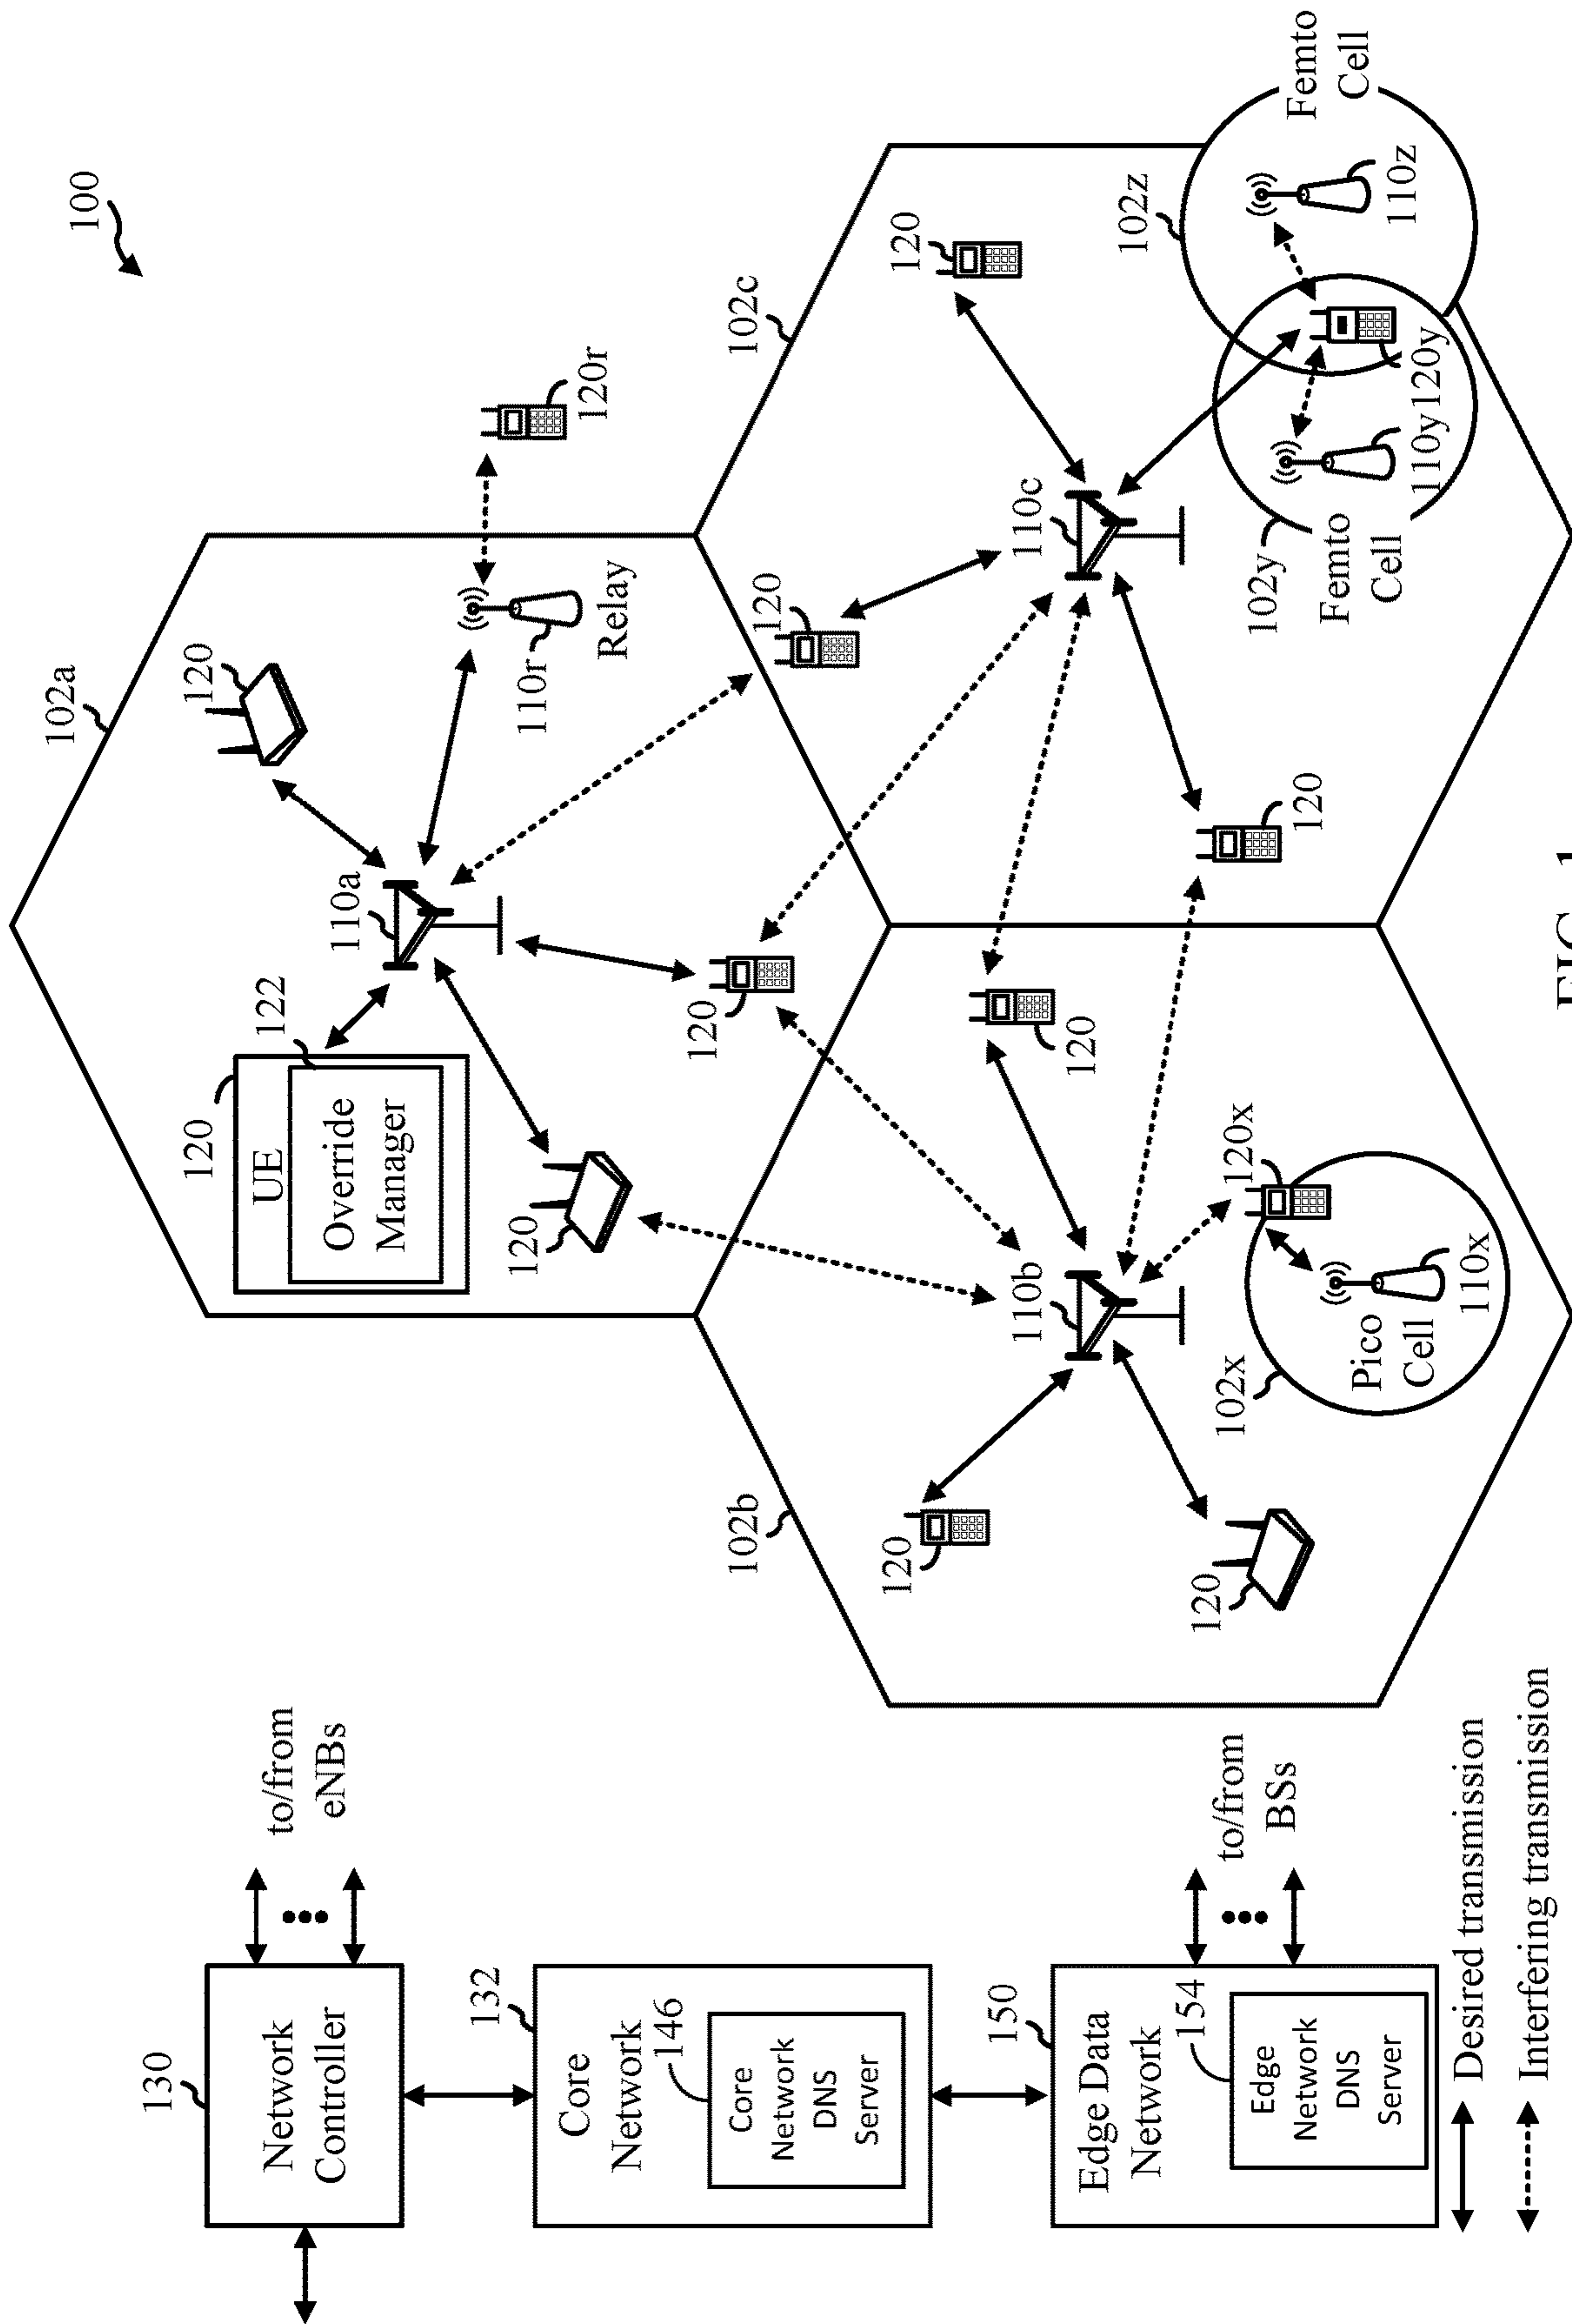 100
130
Network
Controller
to/from
eNBs
132
Core
Network
146
Core
Network
DNS
Server
150
Edge Data
Network
154
Edge
Network
DNS
Server
to/from
BSs
Desired transmission
Interfering transmission
102a
120
UE
122
Override
Manager
110a
120
110r
Relay
120r
120
120
102b
120
110b
120
120
102x
Pico
Cell
110x
120x
102c
120
120
110c
120
102y
Femto
Cell
110y
120y
102z
110z
Femto
Cell
FIG. 1